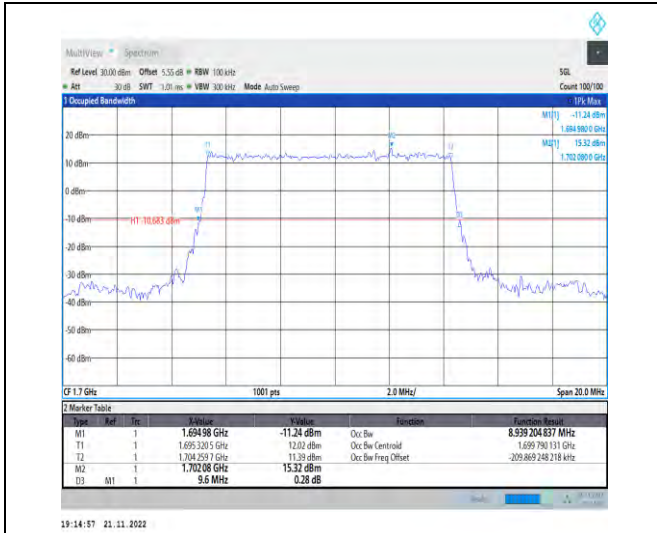 MultiView Spectrum
Ref Level 30.00 dBm Offset 5.55 dB RBW 100 kHz SGL
Att 30 dB SWT 1.01 ms VBW 300 kHz Mode Auto Sweep Count 100/100
1 Occupied Bandwidth 1Pk Max
M1[1] -11.24 dBm
1.694 980 0 GHz
M2[1] 15.32 dBm
1.702 080 0 GHz
20 dBm
10 dBm
0 dBm
-10 dBm
H1 -10.683 dBm
-20 dBm
-30 dBm
-40 dBm
-50 dBm
-60 dBm
T1
M2
T2
M1
D3
CF 1.7 GHz 1001 pts 2.0 MHz/ Span 20.0 MHz
2 Marker Table
Type Ref Trc X-Value Y-Value Function Function Result
M1 1 1.694 98 GHz -11.24 dBm Occ Bw 8.939 204 837 MHz
T1 1 1.695 320 5 GHz 12.02 dBm Occ Bw Centroid 1.699 790 131 GHz
T2 1 1.704 259 7 GHz 11.39 dBm Occ Bw Freq Offset -209.869 248 218 kHz
M2 1 1.702 08 GHz 15.32 dBm
D3 M1 1 9.6 MHz 0.28 dB
19:14:57 21.11.2022